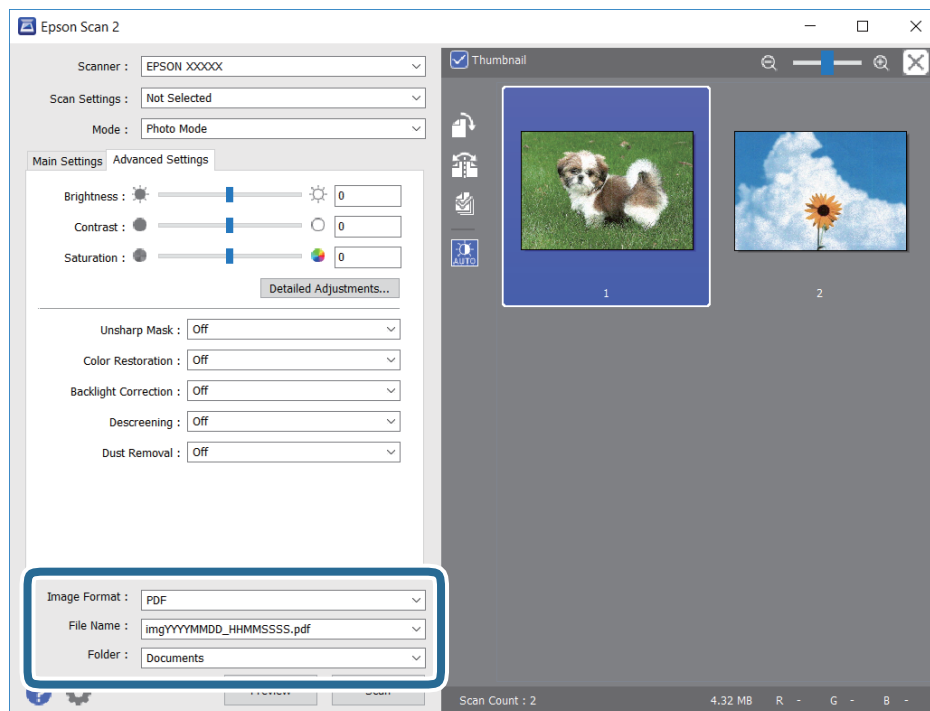 Epson Scan 2
Scanner : EPSON XXXXX
Scan Settings : Not Selected
Mode : Photo Mode
Main Settings Advanced Settings
Brightness : 0
Contrast : 0
Saturation : 0
Detailed Adjustments...
Unsharp Mask : Off
Color Restoration : Off
Backlight Correction : Off
Descreening : Off
Dust Removal : Off
Image Format : PDF
File Name : imgYYYYMMDD_HHMMSSSS.pdf
Folder : Documents
Preview Scan
Thumbnail
AUTO
1 2
Scan Count : 2 4.32 MB R - G - B -